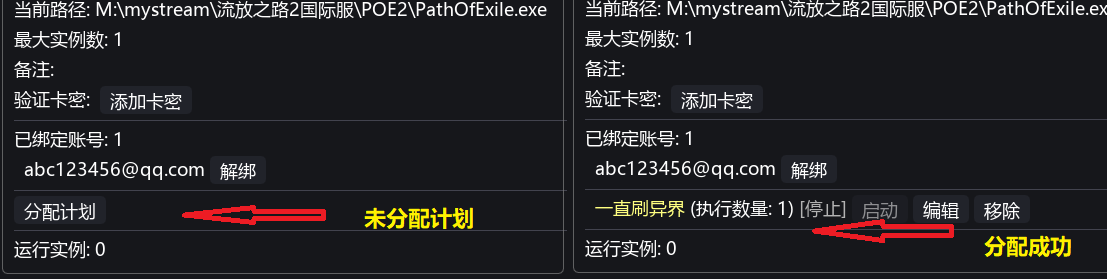 当前路径: M:\mystream\流放之路2国际服\POE2\PathOfExile.exe
最大实例数: 1
备注:
验证卡密: 添加卡密
已绑定账号: 1
abc123456@qq.com 解绑
分配计划
未分配计划
运行实例: 0
当前路径: M:\mystream\流放之路2国际服\POE2\PathOfExile.ex
最大实例数: 1
备注:
验证卡密: 添加卡密
已绑定账号: 1
abc123456@qq.com 解绑
一直刷异界 (执行数量: 1) [停止] 启动 编辑 移除
分配成功
运行实例: 0